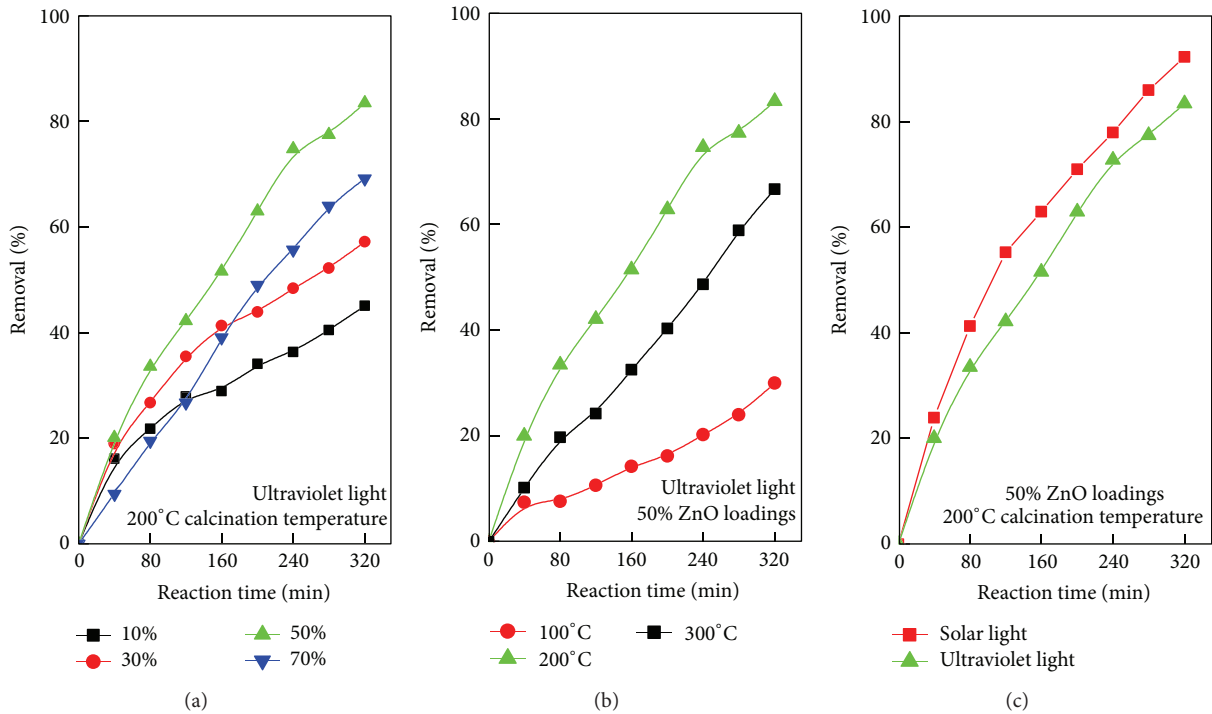 100
80
60
40
20
0
Removal (%)
Ultraviolet light
200°C calcination temperature
0 80 160 240 320
Reaction time (min)
10% 50%
30% 70%
(a)
100
80
60
40
20
0
Removal (%)
Ultraviolet light
50% ZnO loadings
0 80 160 240 320
Reaction time (min)
100°C 300°C
200°C
(b)
100
80
60
40
20
0
Removal (%)
50% ZnO loadings
200°C calcination temperature
0 80 160 240 320
Reaction time (min)
Solar light
Ultraviolet light
(c)